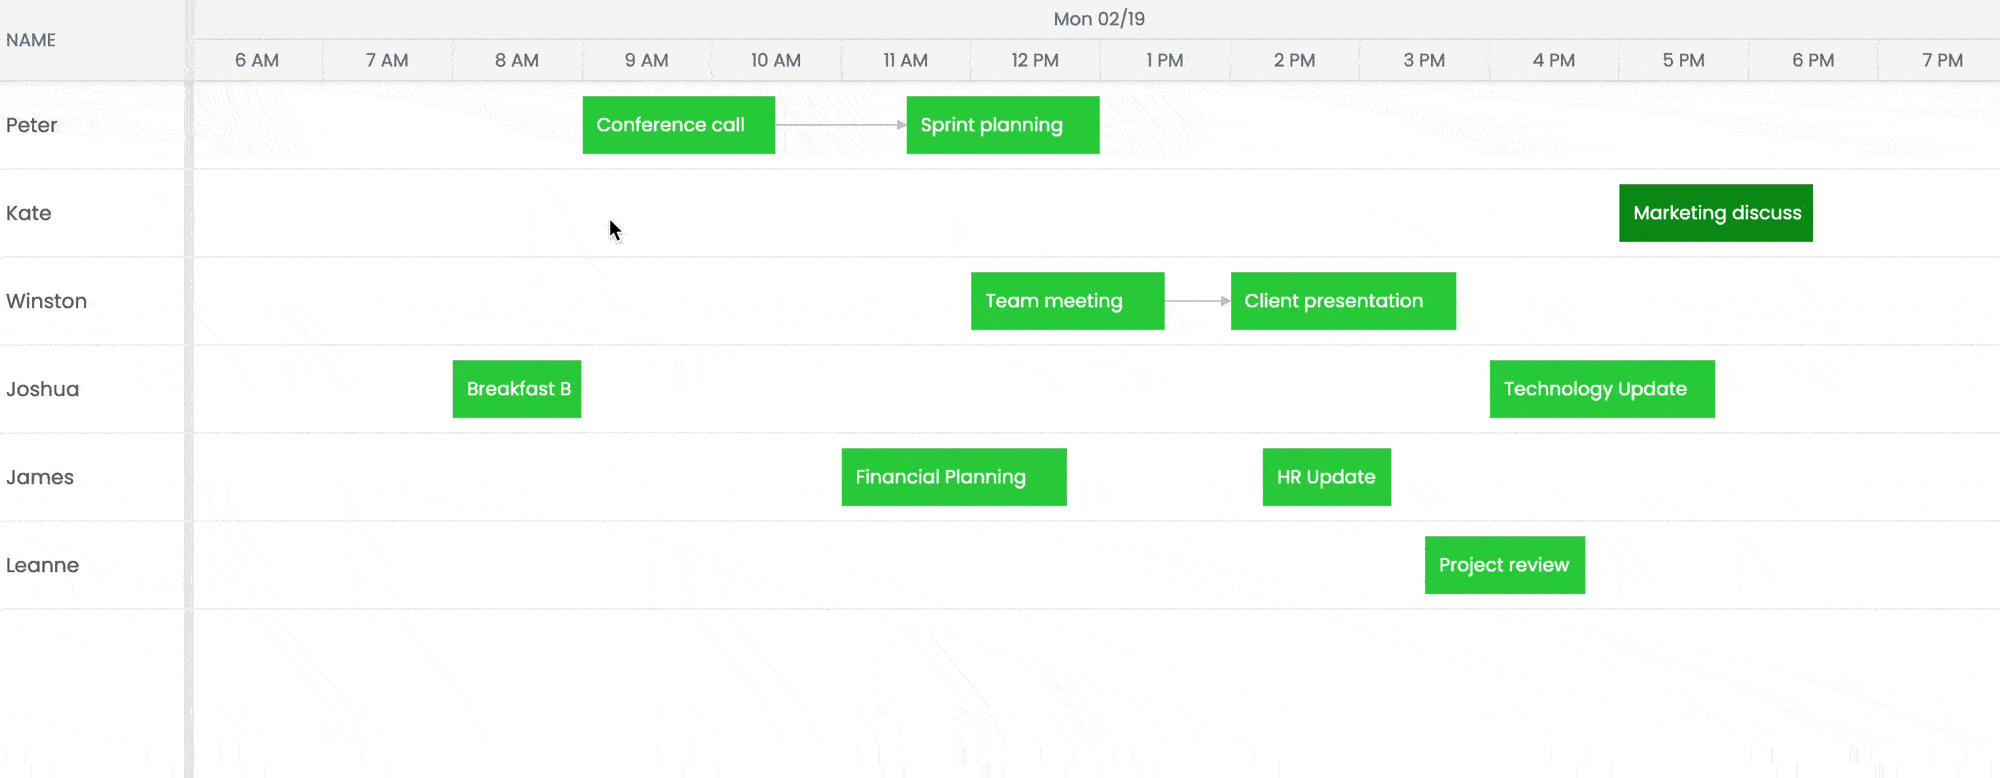 Mon 02/19
NAME
6 AM 7 AM 8 AM 9 AM 10 AM 11 AM 12 PM 1 PM 2 PM 3 PM 4 PM 5 PM 6 PM 7 PM
Peter Conference call Sprint planning
Kate Marketing discuss
Winston Team meeting Client presentation
Joshua Breakfast B Technology Update
James Financial Planning HR Update
Leanne Project review